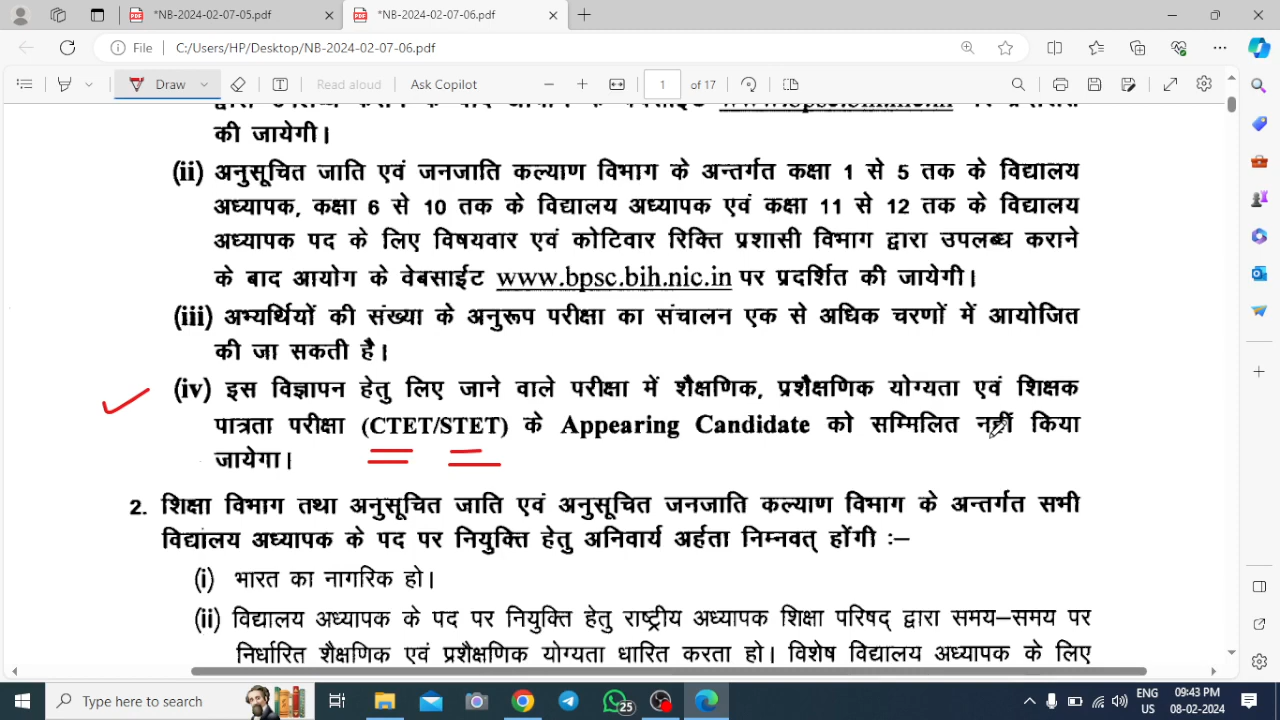 *NB-2024-02-07-05.pdf
*NB-2024-02-07-06.pdf
File
C:/Users/HP/Desktop/NB-2024-02-07-06.pdf
Draw
Read aloud
Ask Copilot
1
of 17
की जायेगी।
(ii) अनुसूचित जाति एवं जनजाति कल्याण विभाग के अन्तर्गत कक्षा 1 से 5 तक के विद्यालय
अध्यापक, कक्षा 6 से 10 तक के विद्यालय अध्यापक एवं कक्षा 11 से 12 तक के विद्यालय
अध्यापक पद के लिए विषयवार एवं कोटिवार रिक्ति प्रशासी विभाग द्वारा उपलब्ध कराने
के बाद आयोग के वेबसाईट www.bpsc.bih.nic.in पर प्रदर्शित की जायेगी।
(iii) अभ्यर्थियों की संख्या के अनुरूप परीक्षा का संचालन एक से अधिक चरणों में आयोजित
की जा सकती है।
(iv) इस विज्ञापन हेतु लिए जाने वाले परीक्षा में शैक्षणिक, प्रशैक्षणिक योग्यता एवं शिक्षक
पात्रता परीक्षा (CTET/STET) के Appearing Candidate को सम्मिलित नहीं किया
जायेगा।
2. शिक्षा विभाग तथा अनुसूचित जाति एवं अनुसूचित जनजाति कल्याण विभाग के अन्तर्गत सभी
विद्यालय अध्यापक के पद पर नियुक्ति हेतु अनिवार्य अर्हता निम्नवत् होंगी :–
(i) भारत का नागरिक हो।
(ii) विद्यालय अध्यापक के पद पर नियुक्ति हेतु राष्ट्रीय अध्यापक शिक्षा परिषद् द्वारा समय–समय पर
निर्धारित शैक्षणिक एवं प्रशैक्षणिक योग्यता धारित करता हो। विशेष विद्यालय अध्यापक के लिए
Type here to search
25
ENG
US
09:43 PM
08-02-2024